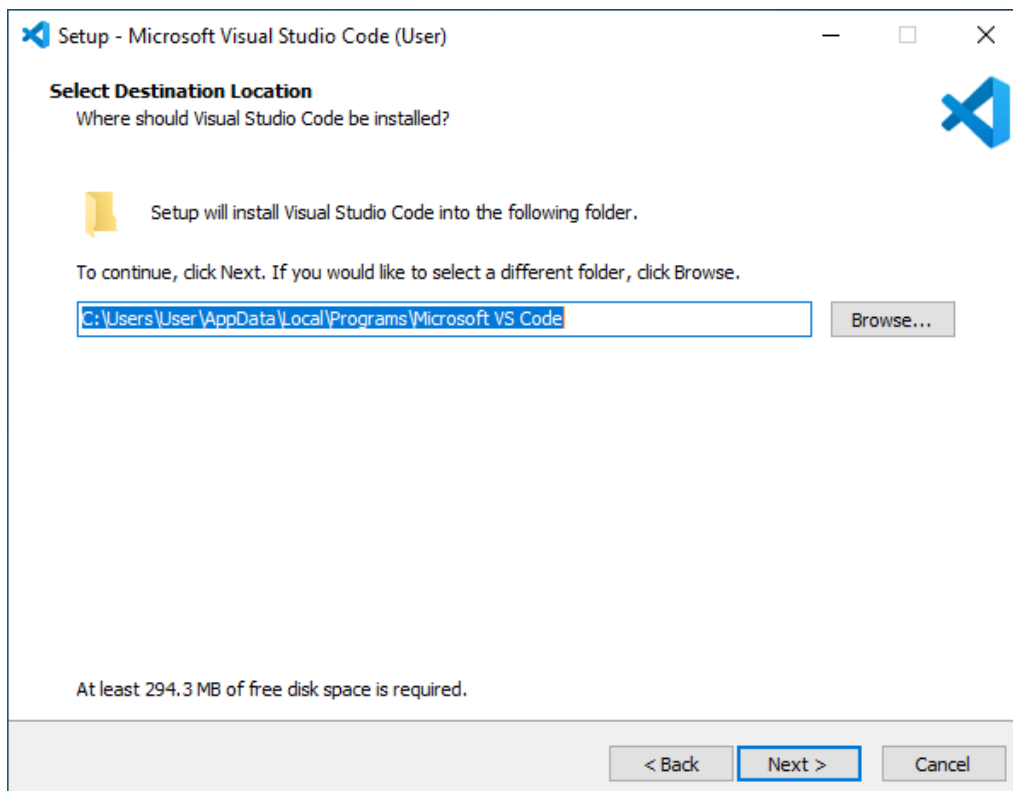 Setup - Microsoft Visual Studio Code (User)
Select Destination Location
Where should Visual Studio Code be installed?
Setup will install Visual Studio Code into the following folder.
To continue, click Next. If you would like to select a different folder, click Browse.
C:\Users\User\AppData\Local\Programs\Microsoft VS Code
Browse...
At least 294.3 MB of free disk space is required.
< Back
Next >
Cancel